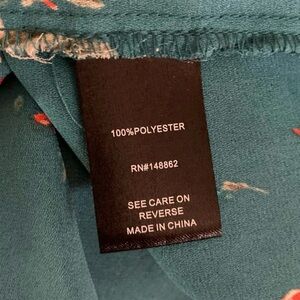 100%POLYESTER
RN#148862
SEE CARE ON
REVERSE
MADE IN CHINA